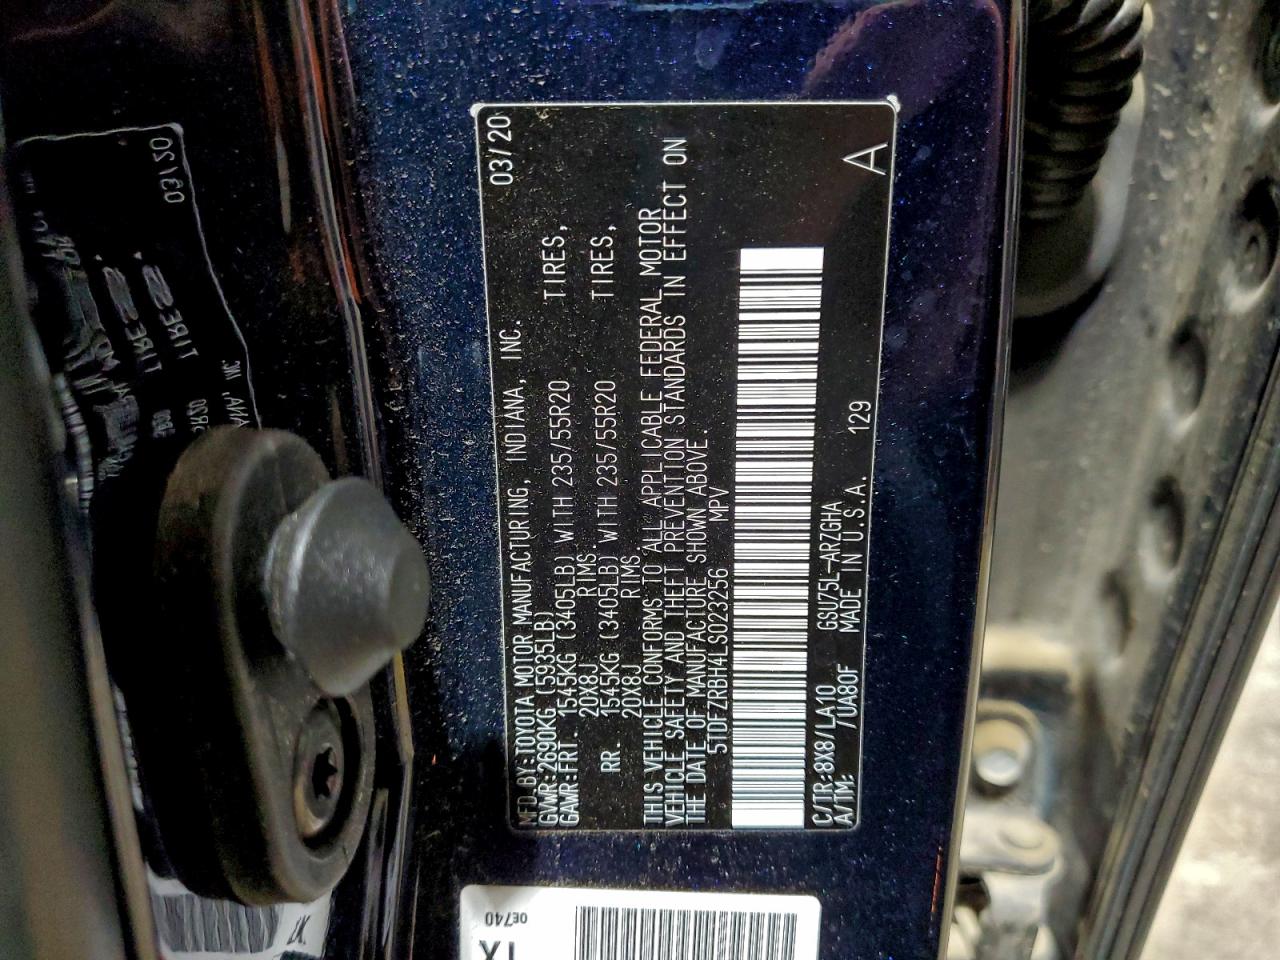 MFD.BY:TOYOTA MOTOR MANUFACTURING, INDIANA, INC. 03/20
GVWR:2690KG (5935LB)
GAWR:FRT. 1545KG (3405LB) WITH 235/55R20 TIRES,
20X8J RIMS
RR. 1545KG (3405LB) WITH 235/55R20 TIRES,
20X8J RIMS
THIS VEHICLE CONFORMS TO ALL APPLICABLE FEDERAL MOTOR
VEHICLE SAFETY AND THEFT PREVENTION STANDARDS IN EFFECT ON
THE DATE OF MANUFACTURE SHOWN ABOVE.
5TDFZRBH4LS023256 MPV
C/TR:8X8/LA10 GSU75L-ARZGHA
A/TM: /UA80F MADE IN U.S.A. 129 A
0E740